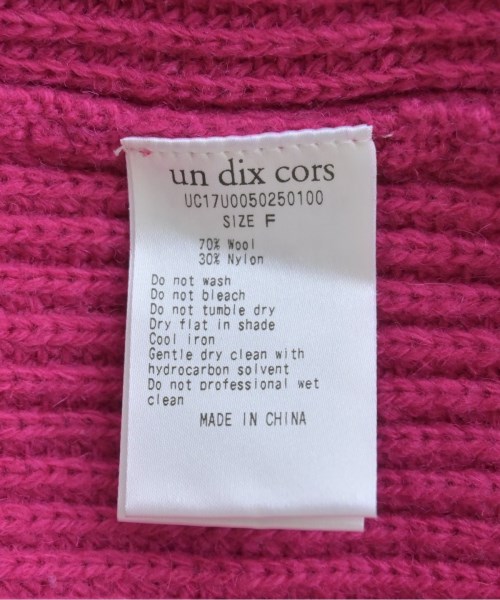 un dix cors
UC17U0050250100
SIZE F
70% Wool
30% Nylon
Do not wash
Do not bleach
Do not tumble dry
Dry flat in shade
Cool iron
Gentle dry clean with
hydrocarbon solvent
Do not professional wet
clean
MADE IN CHINA